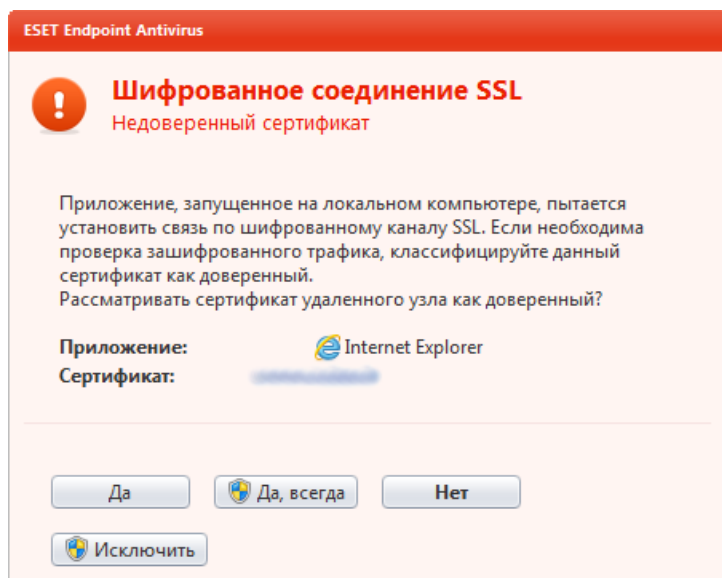 ESET Endpoint Antivirus
Шифрованное соединение SSL
Недоверенный сертификат
Приложение, запущенное на локальном компьютере, пытается
установить связь по шифрованному каналу SSL. Если необходима
проверка зашифрованного трафика, классифицируйте данный
сертификат как доверенный.
Рассматривать сертификат удаленного узла как доверенный?
Приложение: Internet Explorer
Сертификат:
Да Да, всегда Нет
Исключить